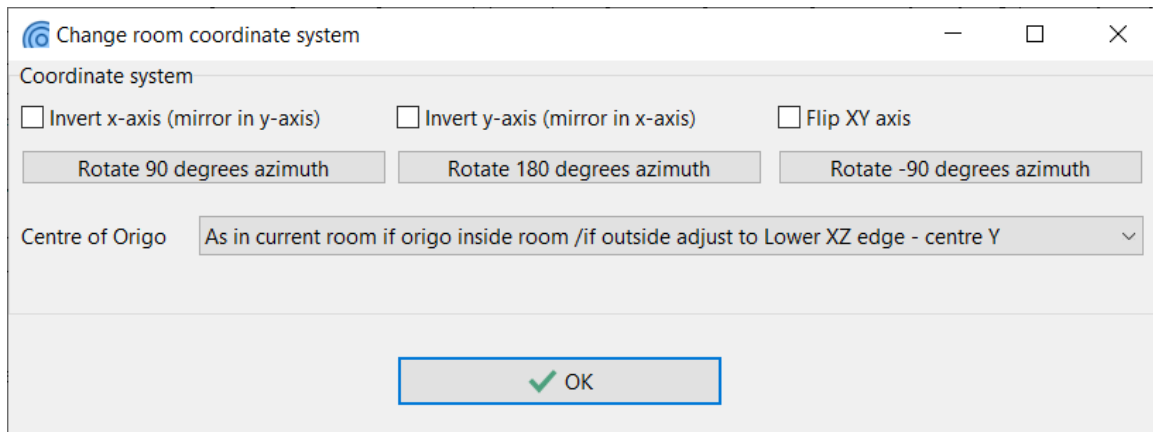 Change room coordinate system
Coordinate system
Invert x-axis (mirror in y-axis) Invert y-axis (mirror in x-axis) Flip XY axis
Rotate 90 degrees azimuth Rotate 180 degrees azimuth Rotate -90 degrees azimuth
Centre of Origo As in current room if origo inside room /if outside adjust to Lower XZ edge - centre Y
OK